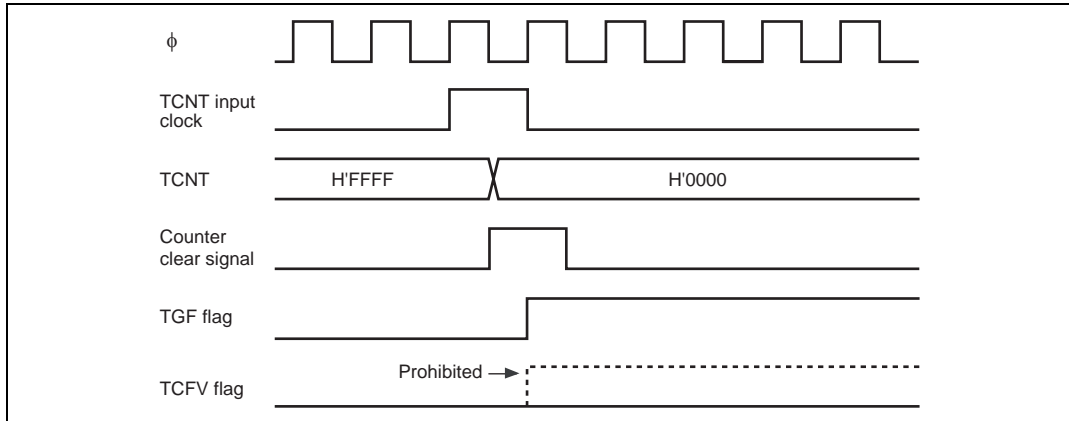 ϕ
TCNT input
clock
TCNT
H'FFFF
H'0000
Counter
clear signal
TGF flag
Prohibited
TCFV flag